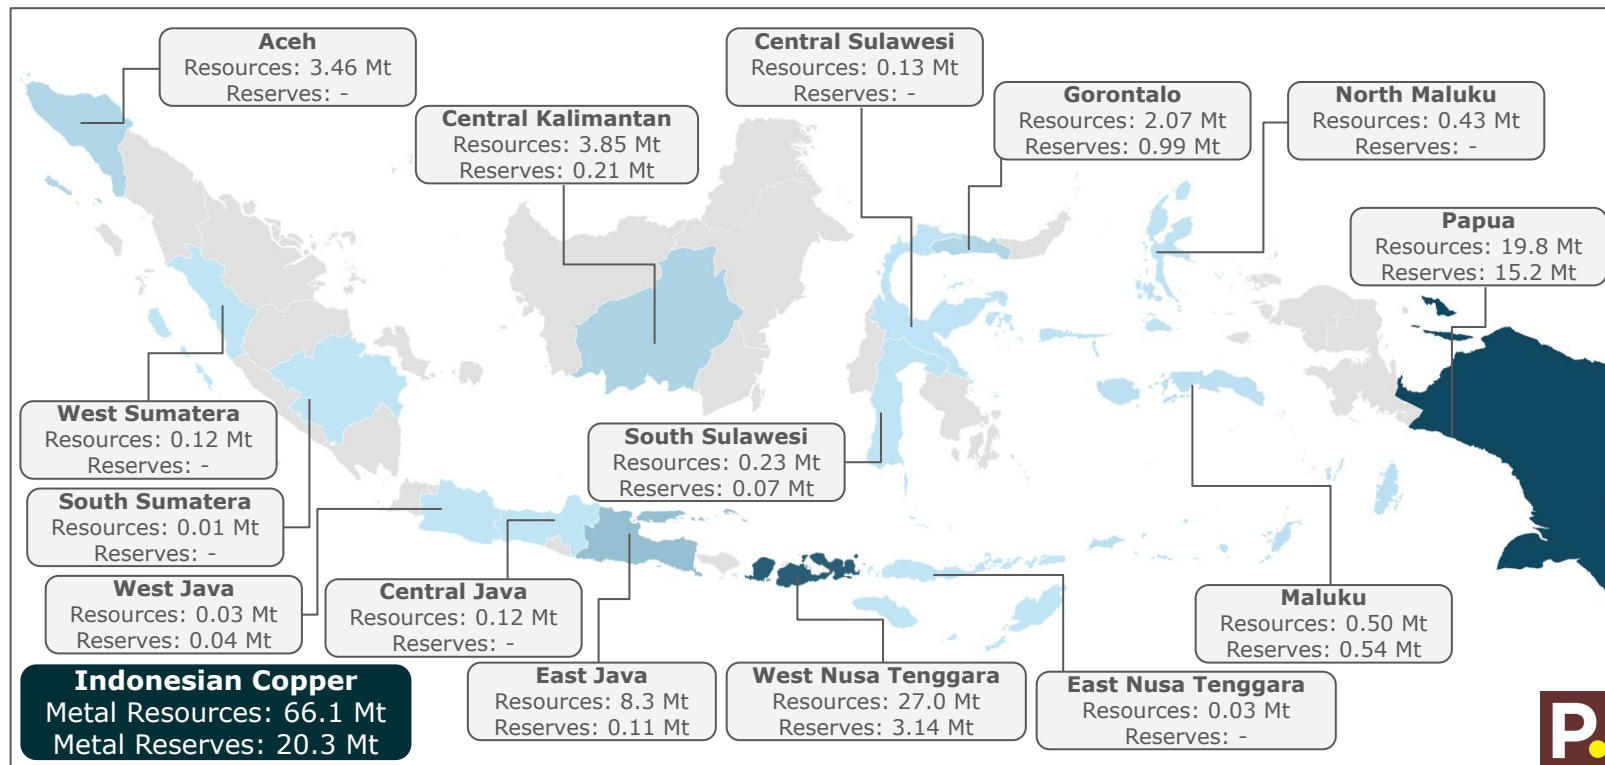 Aceh
Resources: 3.46 Mt
Reserves: -
Central Sulawesi
Resources: 0.13 Mt
Reserves: -
Gorontalo
Resources: 2.07 Mt
Reserves: 0.99 Mt
North Maluku
Resources: 0.43 Mt
Reserves: -
Central Kalimantan
Resources: 3.85 Mt
Reserves: 0.21 Mt
Papua
Resources: 19.8 Mt
Reserves: 15.2 Mt
West Sumatera
Resources: 0.12 Mt
Reserves: -
South Sulawesi
Resources: 0.23 Mt
Reserves: 0.07 Mt
South Sumatera
Resources: 0.01 Mt
Reserves: -
West Java
Resources: 0.03 Mt
Reserves: 0.04 Mt
Central Java
Resources: 0.12 Mt
Reserves: -
Maluku
Resources: 0.50 Mt
Reserves: 0.54 Mt
Indonesian Copper
Metal Resources: 66.1 Mt
Metal Reserves: 20.3 Mt
East Java
Resources: 8.3 Mt
Reserves: 0.11 Mt
West Nusa Tenggara
Resources: 27.0 Mt
Reserves: 3.14 Mt
East Nusa Tenggara
Resources: 0.03 Mt
Reserves: -
P.